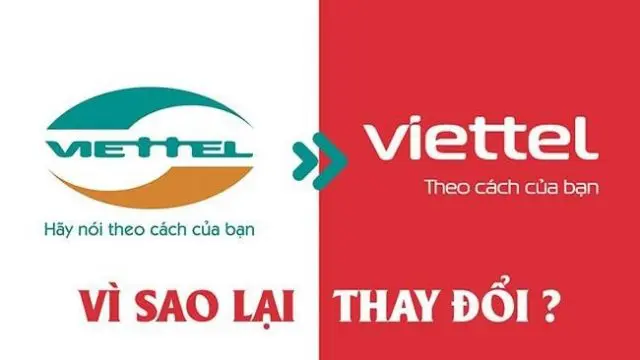 VIETTEL
Hãy nói theo cách của bạn
viettel
Theo cách của bạn
VÌ SAO LẠI THAY ĐỔI ?